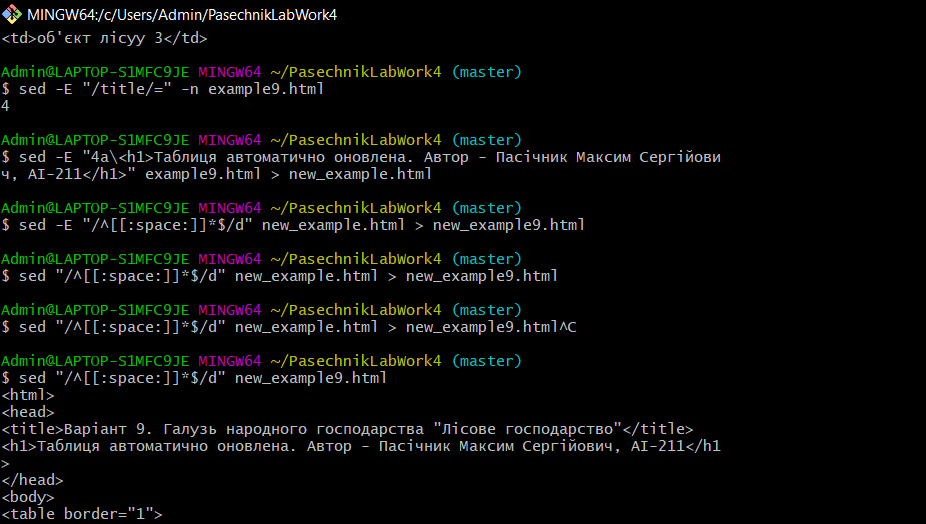 MINGW64:/c/Users/Admin/PasechnikLabWork4
<td>об'єкт лісуу 3</td>
Admin@LAPTOP-S1MFC9JE MINGW64 ~/PasechnikLabWork4 (master)
$ sed -E "/title/=" -n example9.html
4
Admin@LAPTOP-S1MFC9JE MINGW64 ~/PasechnikLabWork4 (master)
$ sed -E "4a\<h1>Таблиця автоматично оновлена. Автор - Пасічник Максим Сергійови
ч, АІ-211</h1>" example9.html > new_example.html
Admin@LAPTOP-S1MFC9JE MINGW64 ~/PasechnikLabWork4 (master)
$ sed -E "/^[[:space:]]*$/d" new_example.html > new_example9.html
Admin@LAPTOP-S1MFC9JE MINGW64 ~/PasechnikLabWork4 (master)
$ sed "/^[[:space:]]*$/d" new_example.html > new_example9.html
Admin@LAPTOP-S1MFC9JE MINGW64 ~/PasechnikLabWork4 (master)
$ sed "/^[[:space:]]*$/d" new_example.html > new_example9.html^C
Admin@LAPTOP-S1MFC9JE MINGW64 ~/PasechnikLabWork4 (master)
$ sed "/^[[:space:]]*$/d" new_example9.html
<html>
<head>
<title>Варіант 9. Галузь народного господарства "Лісове господарство"</title>
<h1>Таблиця автоматично оновлена. Автор - Пасічник Максим Сергійович, АІ-211</h1
>
</head>
<body>
<table border="1">